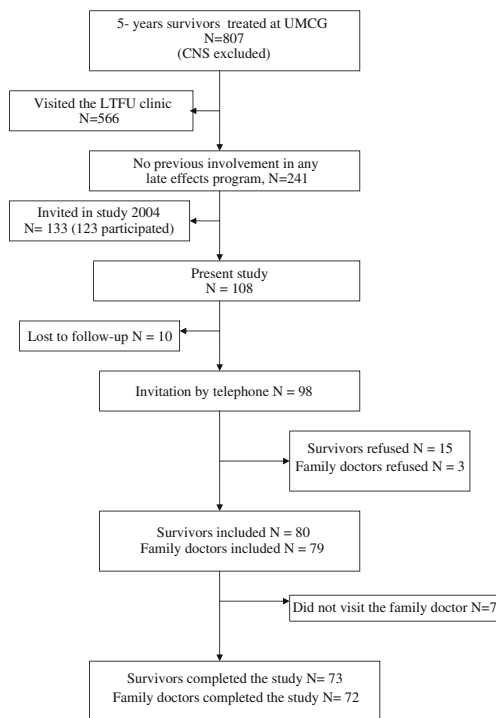 5- years survivors treated at UMCG
N=807
(CNS excluded)
Visited the LTFU clinic
N=566
No previous involvement in any
late effects program, N=241
Invited in study 2004
N= 133 (123 participated)
Present study
N = 108
Lost to follow-up N = 10
Invitation by telephone N = 98
Survivors refused N = 15
Family doctors refused N = 3
Survivors included N = 80
Family doctors included N = 79
Did not visit the family doctor N=7
Survivors completed the study N= 73
Family doctors completed the study N= 72